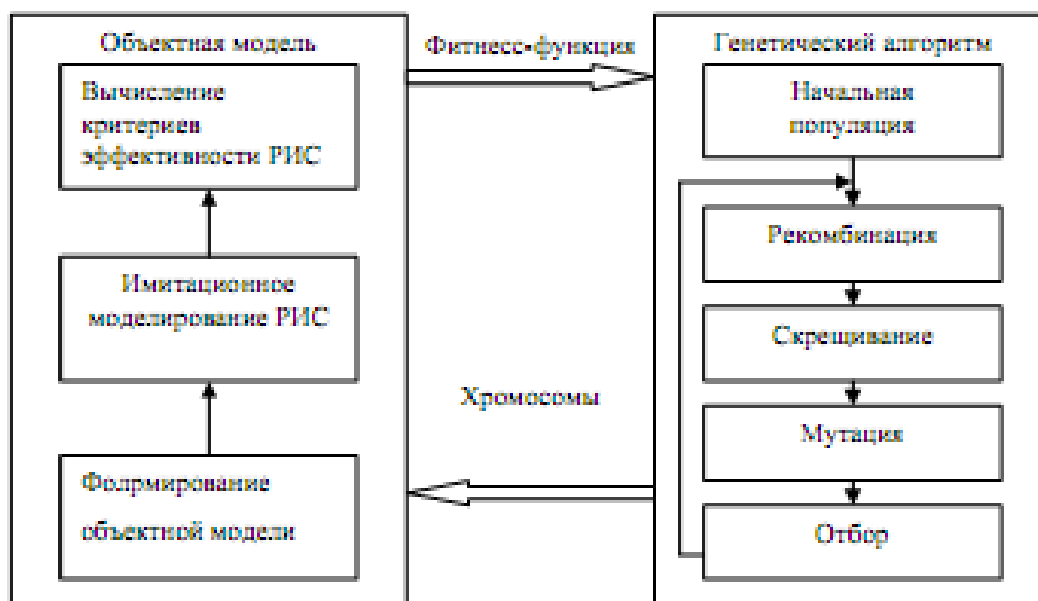 Объектная модель
Вычисление
критериев
эффективности РИС
Имитационное
моделирование РИС
Фолрмирование
объектной модели
Фитнесс-функция
Хромосомы
Генетический алгоритм
Начальная
популяция
Рекомбинация
Скрещивание
Мутация
Отбор